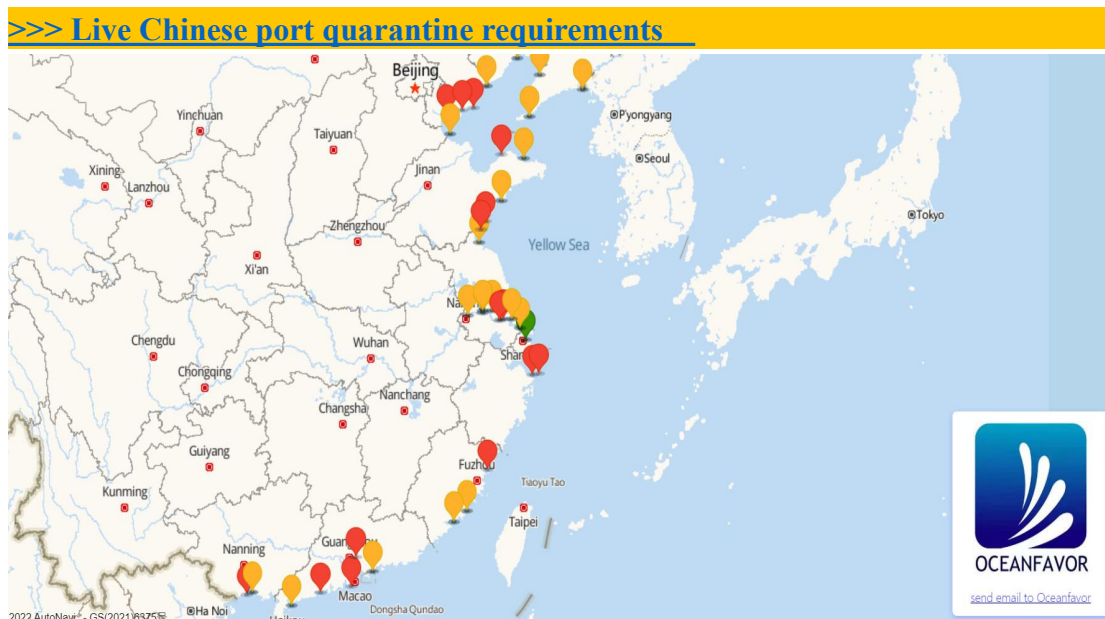 >>> Live Chinese port quarantine requirements
Beijing
Yinchuan
Taiyuan
P'yongyang
Seoul
Xining
Lanzhou
Jinan
Tokyo
Zhengzhou
Yellow Sea
Xi'an
Chengdu
Wuhan
Chongqing
Nanchang
Changsha
Guiyang
Fuzhou
Tiaoyu Tao
Kunming
Taipei
Nanning
Macao
Dongsha Qundao
Ha Noi
OCEANFAVOR
send email to Oceanfavor